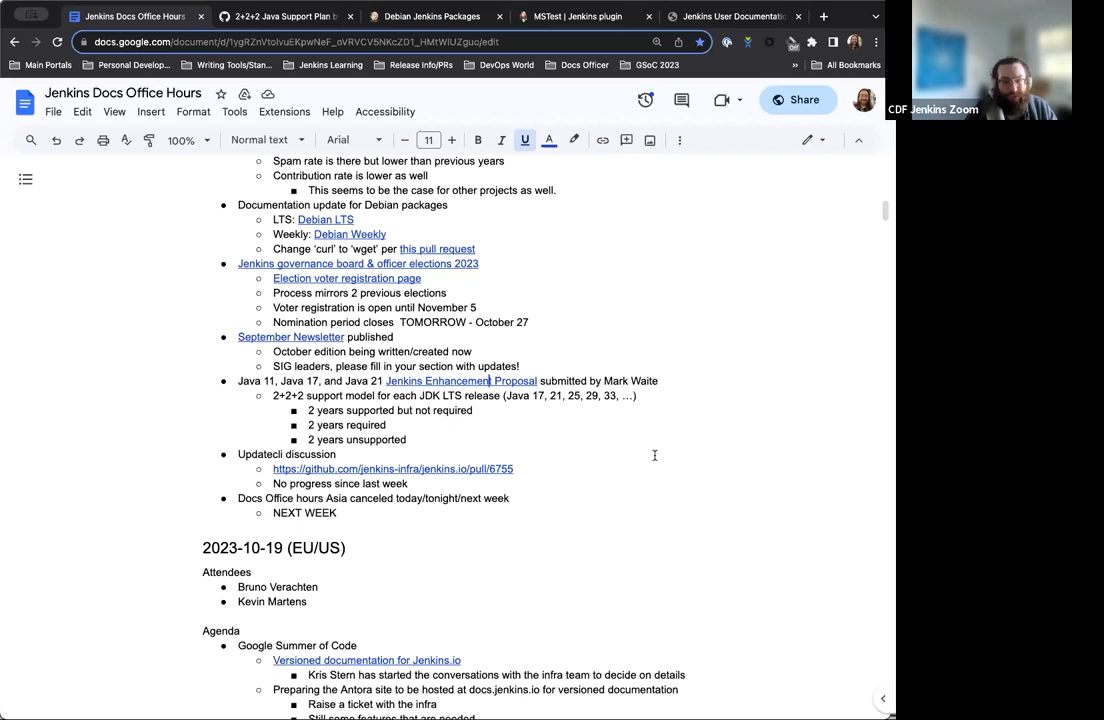 Jenkins Docs Office Hours
2+2+2 Java Support Plan b
Debian Jenkins Packages
MSTest | Jenkins plugin
Jenkins User Documentatio
docs.google.com/document/d/1ygRZnVtoIvuEKpwNeF_oVRVCV5NKcZD1_HMtWlUZguo/edit
Off
Main Portals
Personal Develop...
Writing Tools/Stan...
Jenkins Learning
Release Info/PRs
DevOps World
Docs Officer
GSoC 2023
»
All Bookmarks
Jenkins Docs Office Hours
File Edit View Insert Format Tools Extensions Help Accessibility
Share
CDF Jenkins Zoom
100% Normal text Arial 11 B I U A
Spam rate is there but lower than previous years
Contribution rate is lower as well
This seems to be the case for other projects as well.
Documentation update for Debian packages
LTS: Debian LTS
Weekly: Debian Weekly
Change ‘curl’ to ‘wget’ per this pull request
Jenkins governance board & officer elections 2023
Election voter registration page
Process mirrors 2 previous elections
Voter registration is open until November 5
Nomination period closes TOMORROW - October 27
September Newsletter published
October edition being written/created now
SIG leaders, please fill in your section with updates!
Java 11, Java 17, and Java 21 Jenkins Enhancement Proposal submitted by Mark Waite
2+2+2 support model for each JDK LTS release (Java 17, 21, 25, 29, 33, …)
2 years supported but not required
2 years required
2 years unsupported
Updatecli discussion
https://github.com/jenkins-infra/jenkins.io/pull/6755
No progress since last week
Docs Office hours Asia canceled today/tonight/next week
NEXT WEEK
2023-10-19 (EU/US)
Attendees
Bruno Verachten
Kevin Martens
Agenda
Google Summer of Code
Versioned documentation for Jenkins.io
Kris Stern has started the conversations with the infra team to decide on details
Preparing the Antora site to be hosted at docs.jenkins.io for versioned documentation
Raise a ticket with the infra
Still some features that are needed